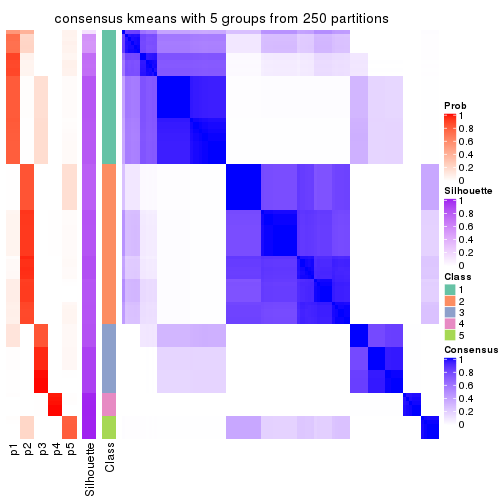 consensus kmeans with 5 groups from 250 partitions
Prob
1
0.8
0.6
0.4
0.2
0
Silhouette
1
0.8
0.6
0.4
0.2
0
Class
1
2
3
4
5
Consensus
1
0.8
0.6
0.4
0.2
0
p1
p2
p3
p4
p5
Silhouette
Class